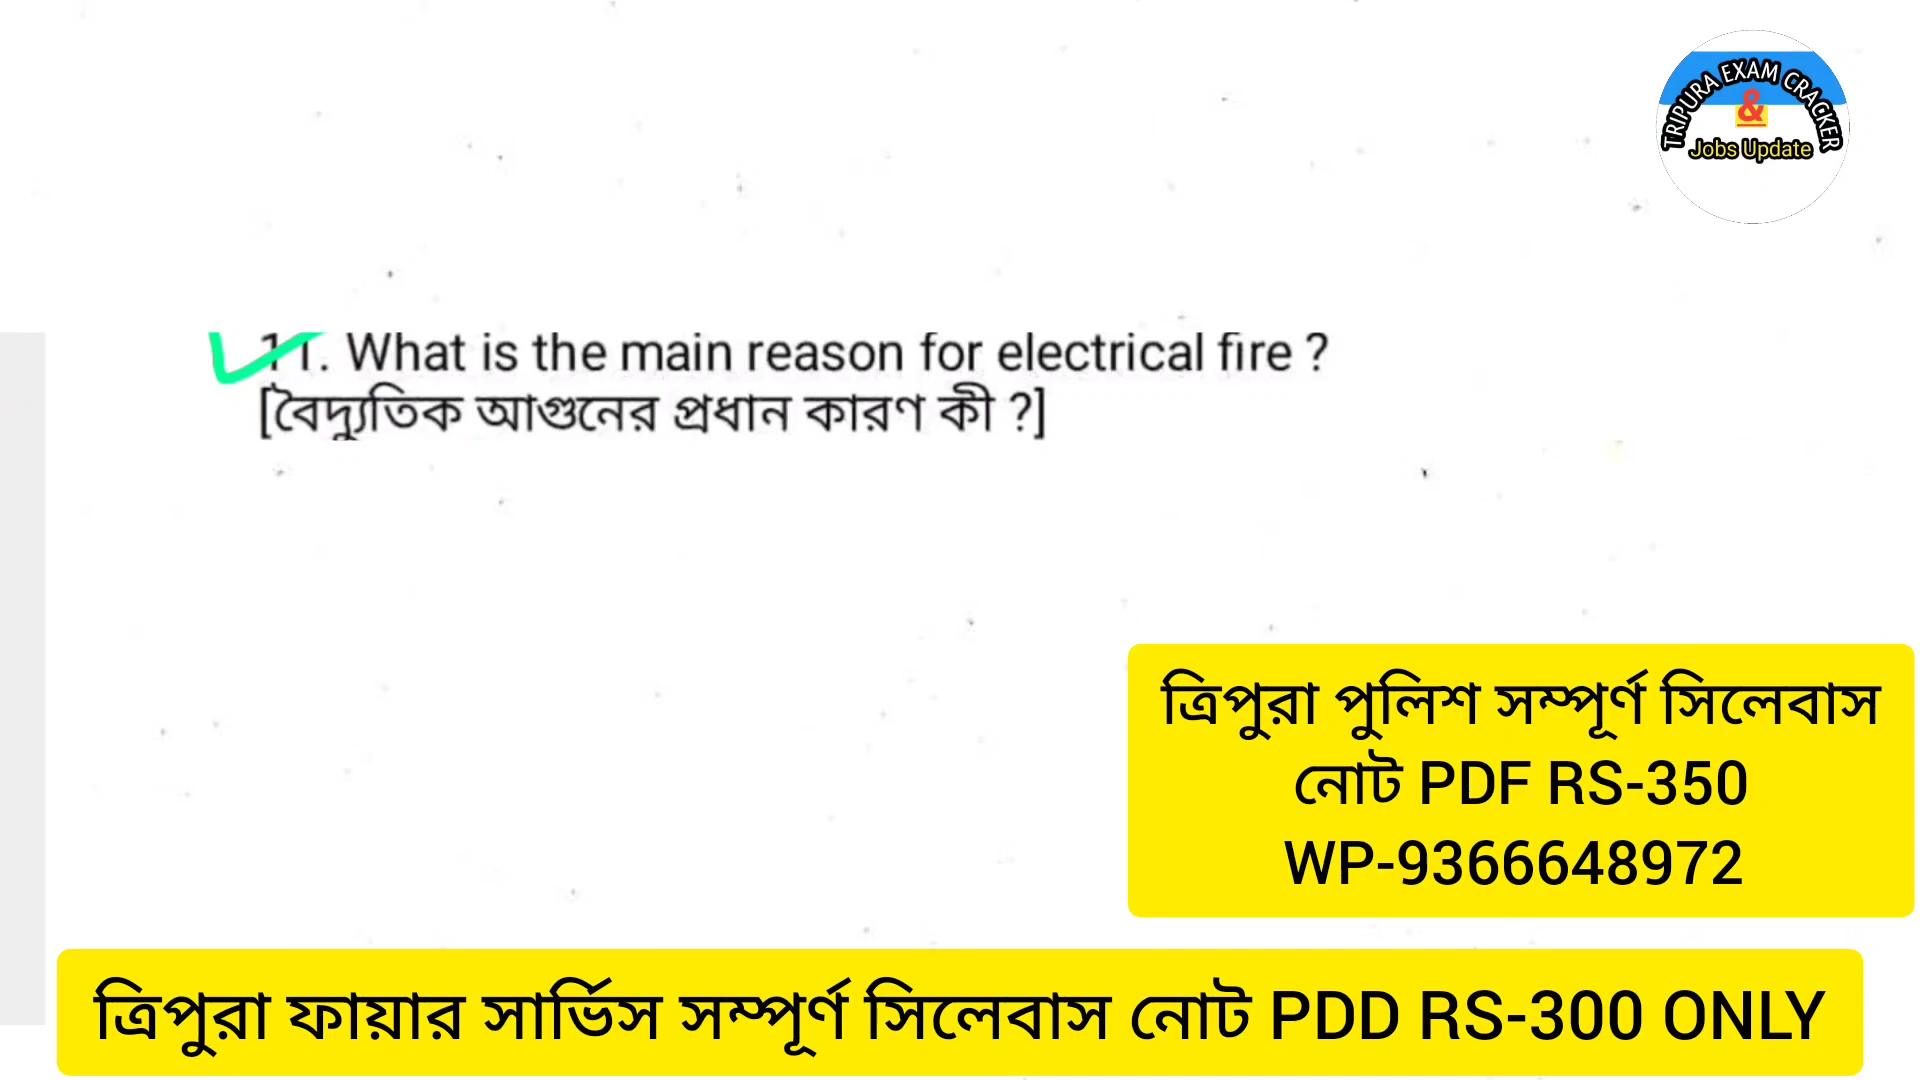 TRIPURA EXAM CRACKER
&
Jobs Update
11. What is the main reason for electrical fire ?
[বৈদ্যুতিক আগুনের প্রধান কারণ কী ?]
ত্রিপুরা পুলিশ সম্পূর্ণ সিলেবাস
নোট PDF RS-350
WP-9366648972
ত্রিপুরা ফায়ার সার্ভিস সম্পূর্ণ সিলেবাস নোট PDD RS-300 ONLY